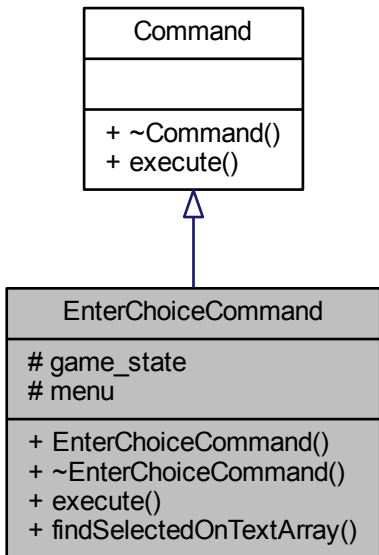 Command
+ ~Command()
+ execute()
EnterChoiceCommand
# game_state
# menu
+ EnterChoiceCommand()
+ ~EnterChoiceCommand()
+ execute()
+ findSelectedOnTextArray()